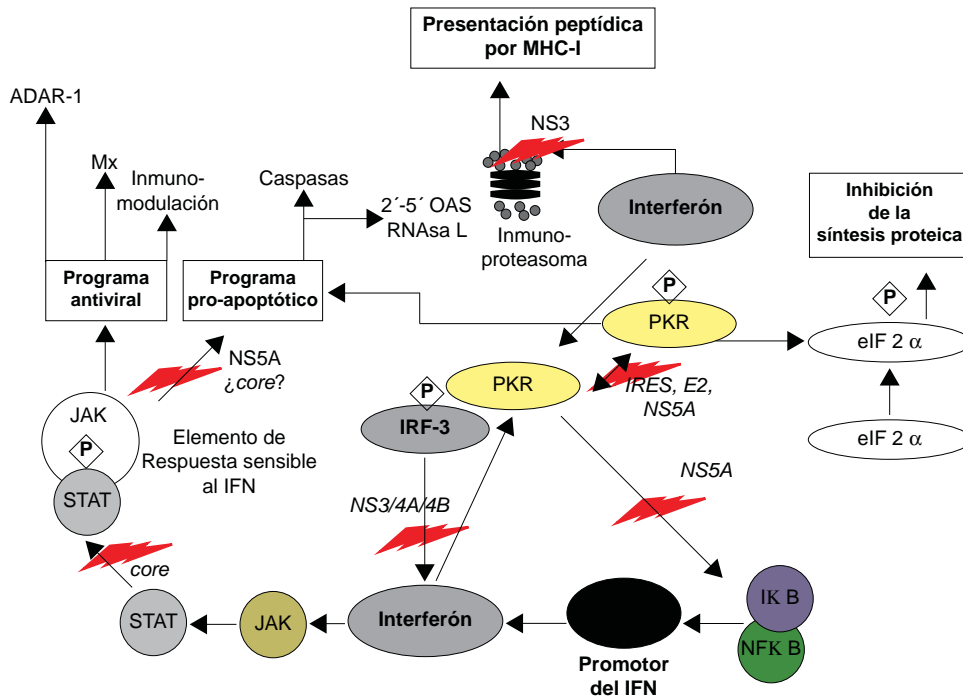 Presentación peptídica
por MHC-I
ADAR-1
NS3
Mx
Inmuno-
modulación
Caspasas
2´-5´ OAS
RNAsa L
Inmuno-
proteasoma
Interferón
Inhibición
de la
síntesis proteica
Programa
antiviral
Programa
pro-apoptótico
P
PKR
P
eIF 2 α
NS5A
¿core?
JAK
P
STAT
Elemento de
Respuesta sensible
al IFN
P
PKR
IRF-3
IRES, E2,
NS5A
eIF 2 α
NS3/4A/4B
NS5A
core
STAT
JAK
Interferón
Promotor
del IFN
IΚ B
NFΚ B